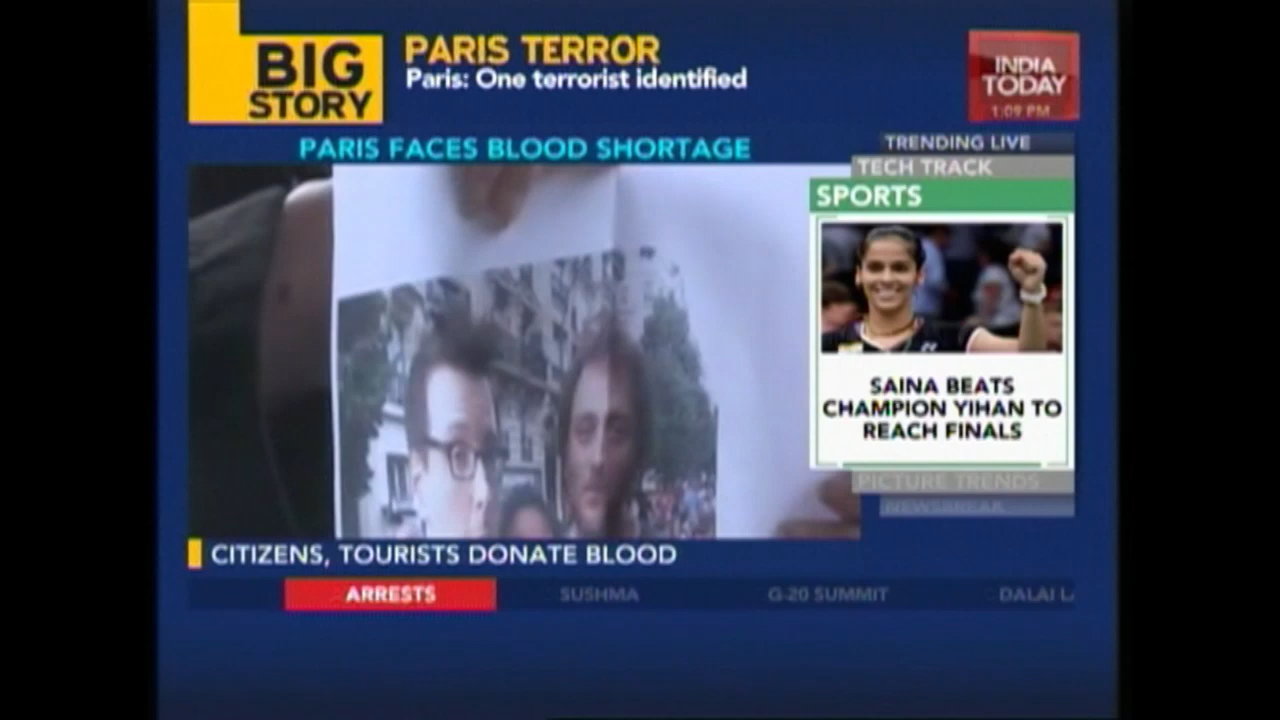 BIG
STORY
PARIS TERROR
Paris: One terrorist identified
INDIA
TODAY
1:09 PM
PARIS FACES BLOOD SHORTAGE
TRENDING LIVE
TECH TRACK
SPORTS
SAINA BEATS
CHAMPION YIHAN TO
REACH FINALS
PICTURE TRENDS
NEWSBREAK
CITIZENS, TOURISTS DONATE BLOOD
ARRESTS
SUSHMA
G-20 SUMMIT
DALAI L